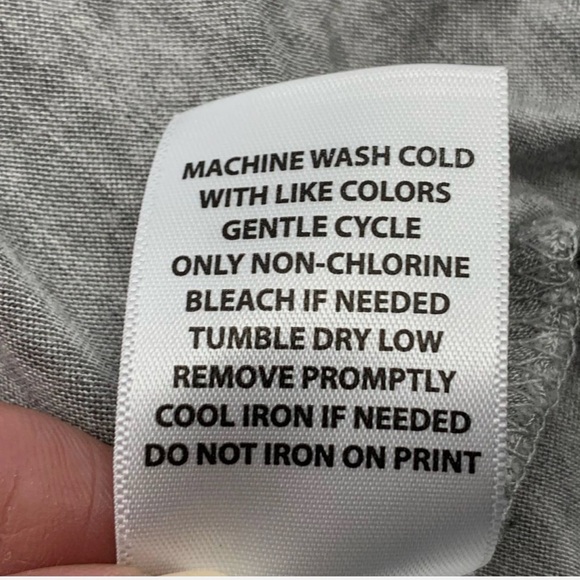 MACHINE WASH COLD
WITH LIKE COLORS
GENTLE CYCLE
ONLY NON-CHLORINE
BLEACH IF NEEDED
TUMBLE DRY LOW
REMOVE PROMPTLY
COOL IRON IF NEEDED
DO NOT IRON ON PRINT